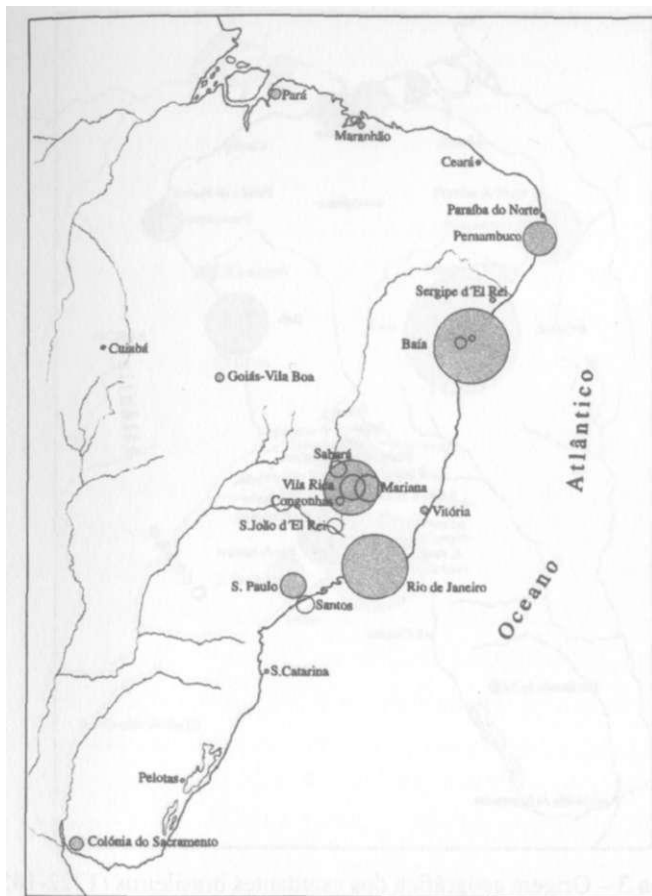 Pará
Maranhão
Ceará
Paraíba do Norte
Pernambuco
Sergipe d'El Rei
Baía
Cuiabá
Goiás-Vila Boa
Atlântico
Sabará
Vila Rica
Mariana
Congonhas
Vitória
S.João d'El Rei
S. Paulo
Rio de Janeiro
Oceano
Santos
S.Catarina
Pelotas
Colónia do Sacramento